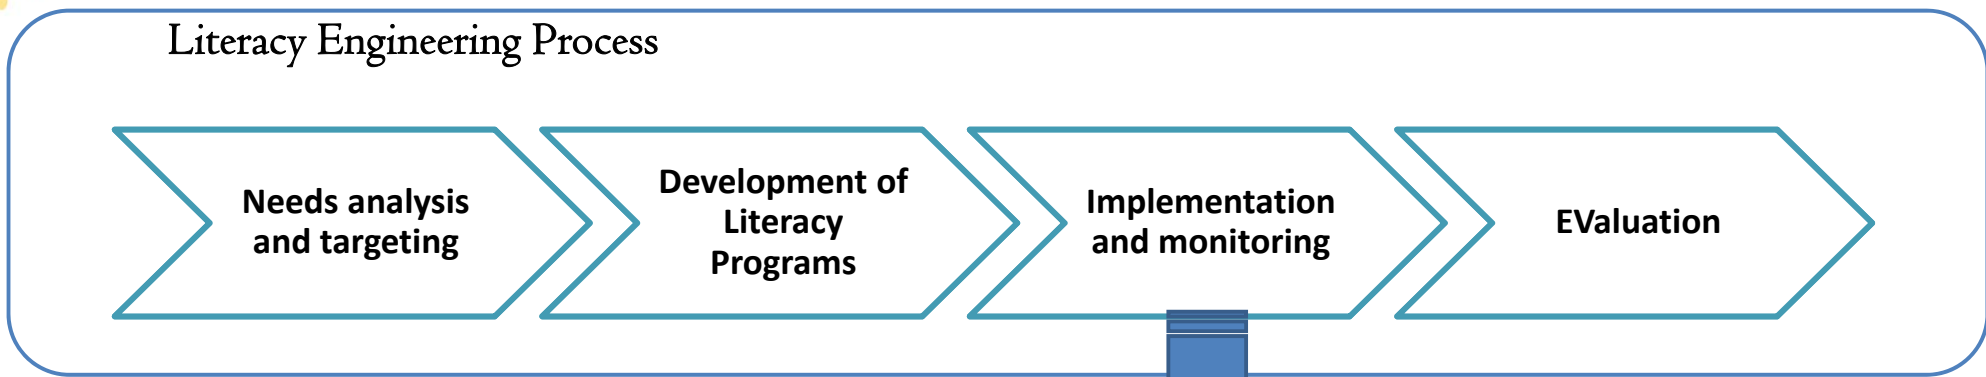 Literacy Engineering Process
Needs analysis
and targeting
Development of
Literacy
Programs
Implementation
and monitoring
EValuation